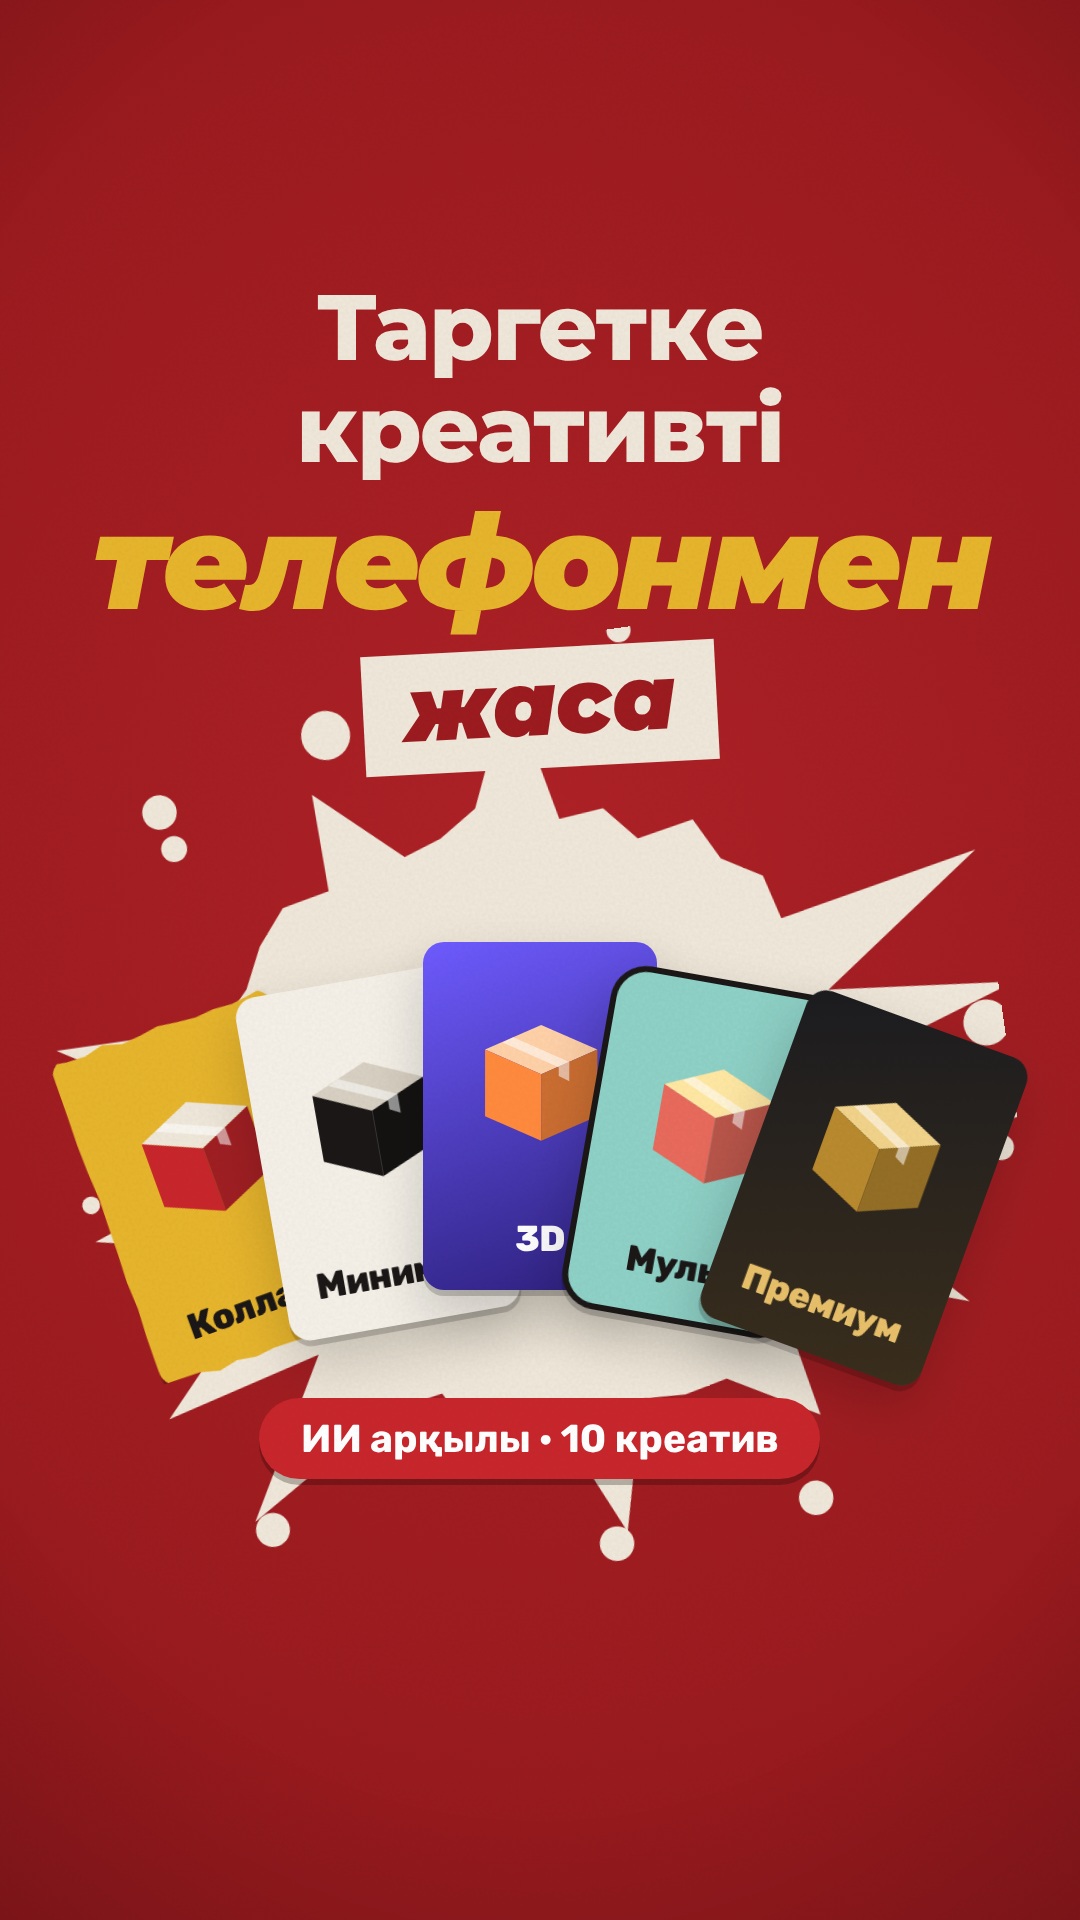 Таргетке
креативті
телефонмен
жаса
3D
Премиум
ИИ арқылы • 10 креатив